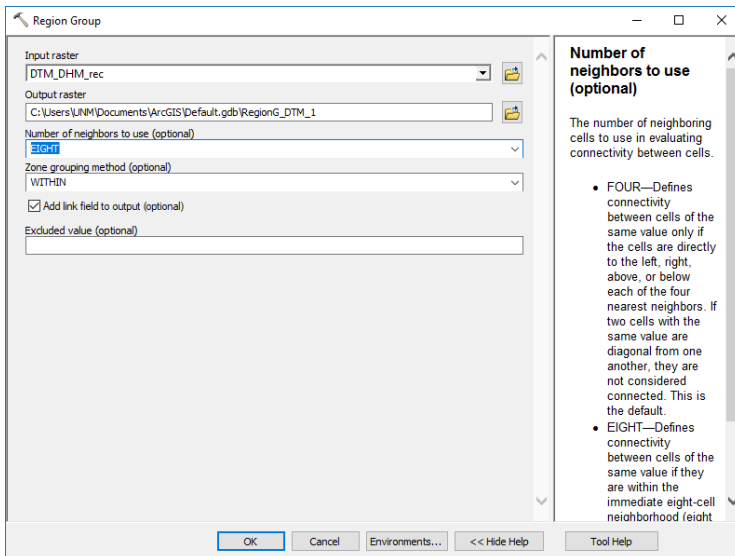 Region Group
Input raster
DTM_DHM_rec
Output raster
C:\Users\UNM\Documents\ArcGIS\Default.gdb\RegionG_DTM_1
Number of neighbors to use (optional)
EIGHT
Zone grouping method (optional)
WITHIN
Add link field to output (optional)
Excluded value (optional)
OK
Cancel
Environments...
<< Hide Help
Tool Help
Number of
neighbors to use
(optional)
The number of neighboring
cells to use in evaluating
connectivity between cells.
• FOUR—Defines
connectivity
between cells of the
same value only if
the cells are directly
to the left, right,
above, or below
each of the four
nearest neighbors. If
two cells with the
same value are
diagonal from one
another, they are
not considered
connected. This is
the default.
• EIGHT—Defines
connectivity
between cells of the
same value if they
are within the
immediate eight-cell
neighborhood (eight